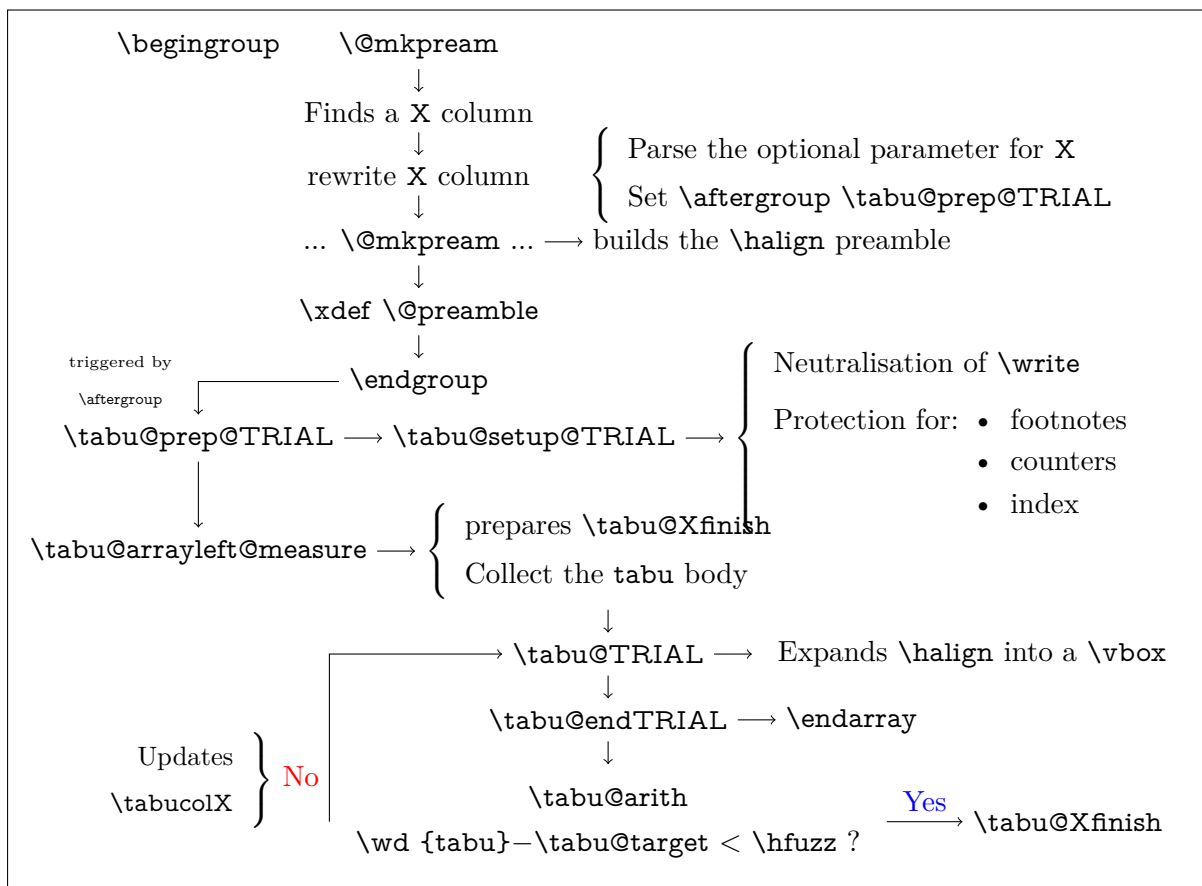 \begingroup \@mkpream
Finds a X column
rewrite X column
Parse the optional parameter for X
Set \aftergroup \tabu@prep@TRIAL
... \@mkpream ... builds the \halign preamble
\xdef \@preamble
triggered by
\aftergroup
\endgroup
Neutralisation of \write
\tabu@prep@TRIAL \tabu@setup@TRIAL
Protection for: • footnotes
• counters
• index
\tabu@arrayleft@measure
prepares \tabu@Xfinish
Collect the tabu body
\tabu@TRIAL Expands \halign into a \vbox
\tabu@endTRIAL \endarray
Updates
\tabucolX
No
\tabu@arith
\wd {tabu}−\tabu@target < \hfuzz ?
Yes
\tabu@Xfinish